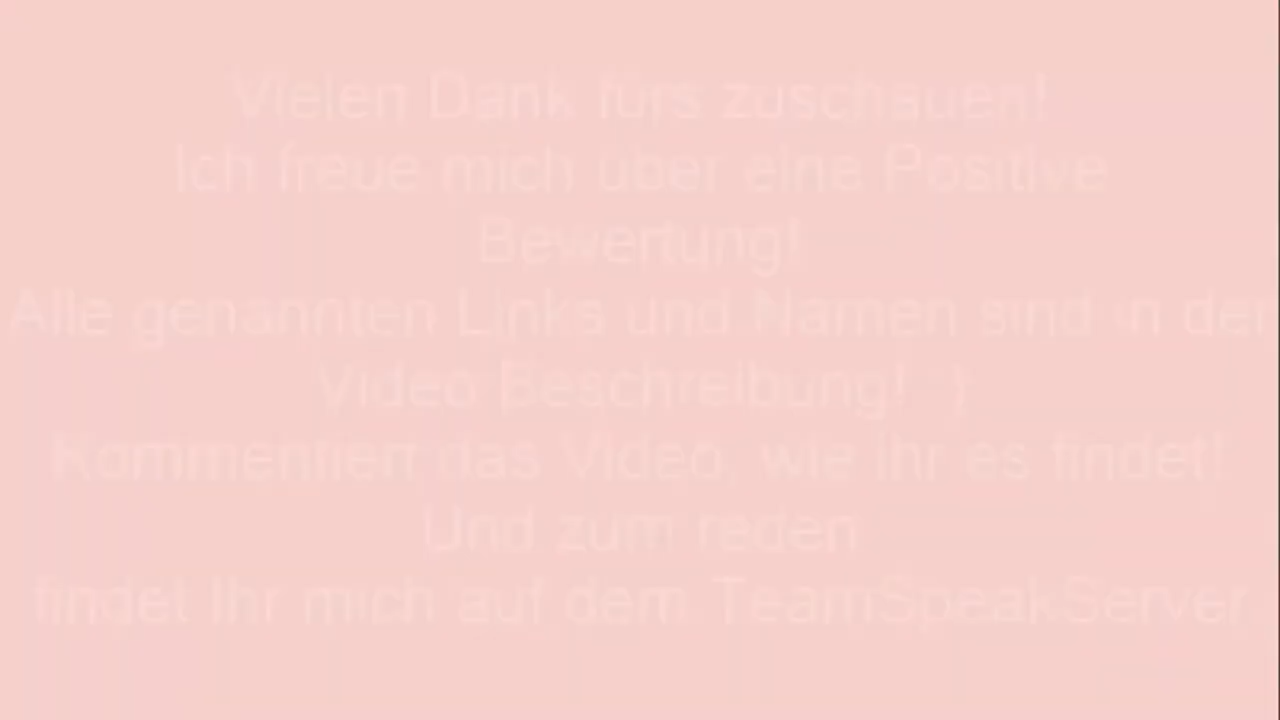 Vielen Dank fürs zuschauen!
Ich freue mich über eine Positive
Bewertung!
Alle genannten Links und Namen sind in der
Video Beschreibung! :)
Kommentiert das Video, wie Ihr es findet!
Und zum reden
findet Ihr mich auf dem TeamSpeakServer